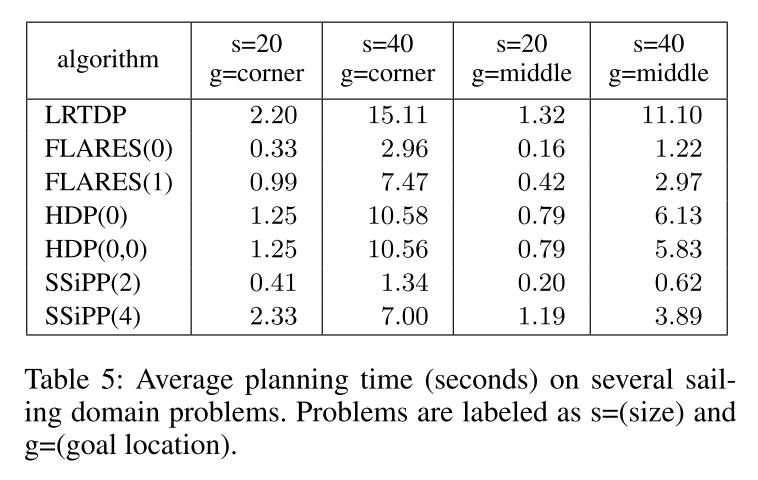 algorithm s=20 g=corner s=40 g=corner s=20 g=middle s=40 g=middle
LRTDP 2.20 15.11 1.32 11.10
FLARES(0) 0.33 2.96 0.16 1.22
FLARES(1) 0.99 7.47 0.42 2.97
HDP(0) 1.25 10.58 0.79 6.13
HDP(0,0) 1.25 10.56 0.79 5.83
SSiPP(2) 0.41 1.34 0.20 0.62
SSiPP(4) 2.33 7.00 1.19 3.89
Table 5: Average planning time (seconds) on several sail-
ing domain problems. Problems are labeled as s=(size) and
g=(goal location).